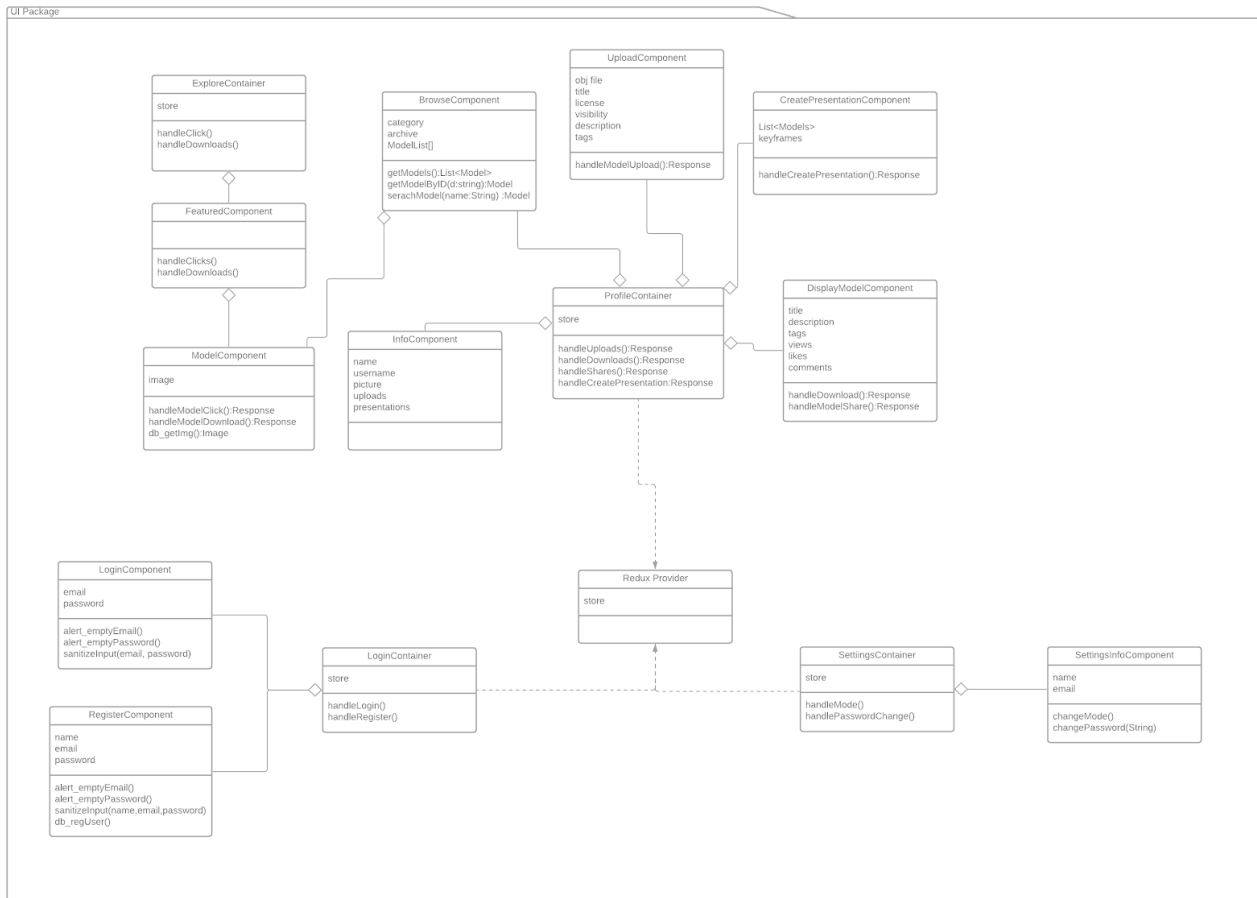 UI Package
UploadComponent
obj file
title
license
visibility
description
tags
handleModelUpload():Response
ExploreContainer
store
handleClick()
handleDownloads()
BrowseComponent
category
archive
ModelList[]
getModels():List<Model>
getModelByID(d:string):Model
serachModel(name:String) :Model
CreatePresentationComponent
List<Models>
keyframes
handleCreatePresentation():Response
FeaturedComponent
handleClicks()
handleDownloads()
ProfileContainer
store
handleUploads():Response
handleDownloads():Response
handleShares():Response
handleCreatePresentation:Response
DisplayModelComponent
title
description
tags
views
likes
comments
handleDownload():Response
handleModelShare():Response
ModelComponent
image
handleModelClick():Response
handleModelDownload():Response
db_getImg():Image
InfoComponent
name
username
picture
uploads
presentations
LoginComponent
email
password
alert_emptyEmail()
alert_emptyPassword()
sanitizeInput(email, password)
Redux Provider
store
LoginContainer
store
handleLogin()
handleRegister()
SettiingsContainer
store
handleMode()
handlePasswordChange()
SettingsInfoComponent
name
email
changeMode()
changePassword(String)
RegisterComponent
name
email
password
alert_emptyEmail()
alert_emptyPassword()
sanitizeInput(name,email,password)
db_regUser()